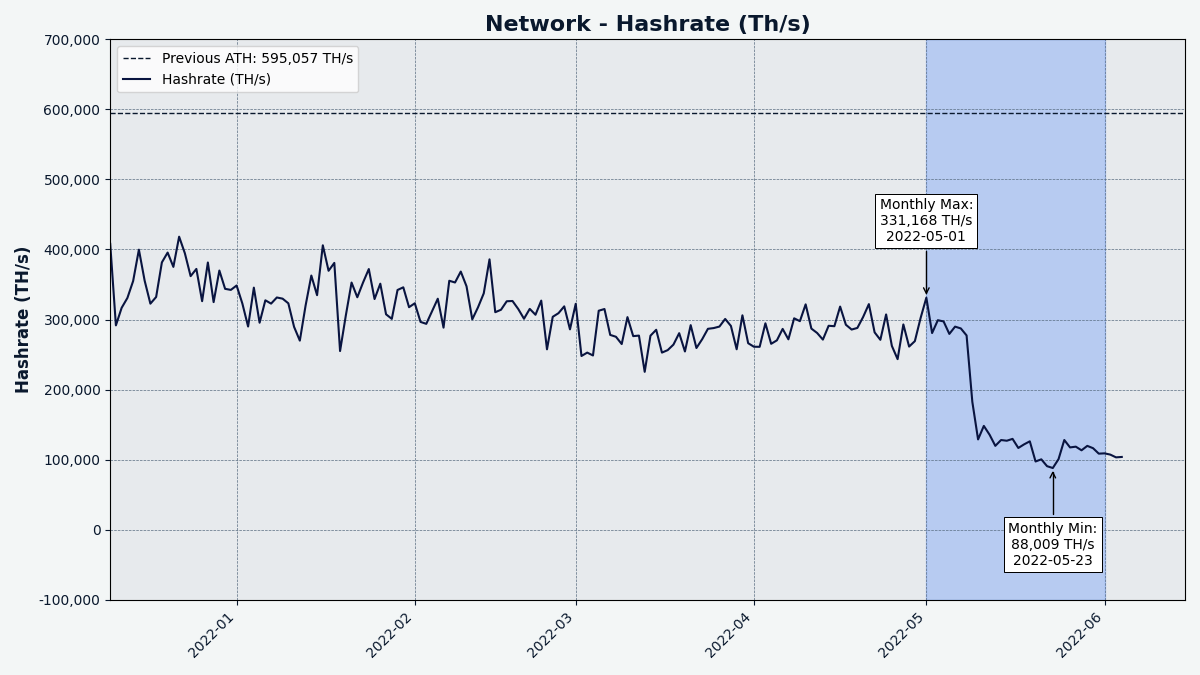 Network - Hashrate (Th/s)
Previous ATH: 595,057 TH/s
Hashrate (TH/s)
Hashrate (TH/s)
700,000
600,000
500,000
400,000
300,000
200,000
100,000
0
-100,000
Monthly Max:
331,168 TH/s
2022-05-01
Monthly Min:
88,009 TH/s
2022-05-23
2022-01
2022-02
2022-03
2022-04
2022-05
2022-06